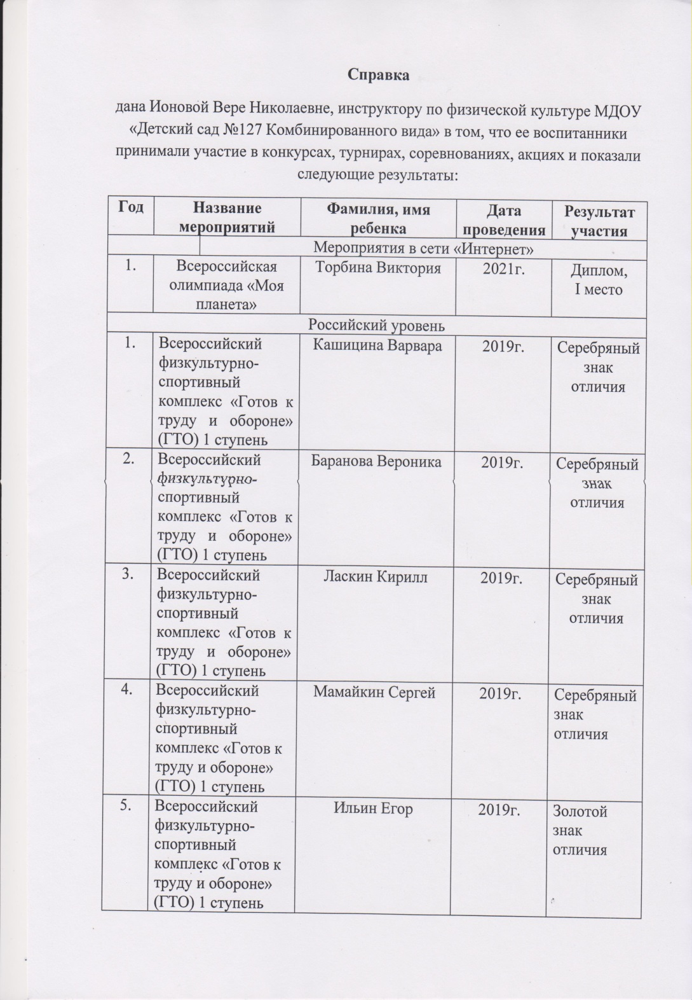 Справка
дана Ионовой Вере Николаевне, инструктору по физической культуре МДОУ
«Детский сад №127 Комбинированного вида» в том, что ее воспитанники
принимали участие в конкурсах, турнирах, соревнованиях, акциях и показали
следующие результаты:
Год
Название
мероприятий
Фамилия, имя
ребенка
Дата
проведения
Результат
участия
Мероприятия в сети «Интернет»
1.
Всероссийская
олимпиада «Моя
планета»
Торбина Виктория
2021г.
Диплом,
I место
Российский уровень
1.
Всероссийский
физкультурно-
спортивный
комплекс «Готов к
труду и обороне»
(ГТО) 1 ступень
Кашицина Варвара
2019г.
Серебряный
знак
отличия
2.
Всероссийский
физкультурно-
спортивный
комплекс «Готов к
труду и обороне»
(ГТО) 1 ступень
Баранова Вероника
2019г.
Серебряный
знак
отличия
3.
Всероссийский
физкультурно-
спортивный
комплекс «Готов к
труду и обороне»
(ГТО) 1 ступень
Ласкин Кирилл
2019г.
Серебряный
знак
отличия
4.
Всероссийский
физкультурно-
спортивный
комплекс «Готов к
труду и обороне»
(ГТО) 1 ступень
Мамайкин Сергей
2019г.
Серебряный
знак
отличия
5.
Всероссийский
физкультурно-
спортивный
комплекс «Готов к
труду и обороне»
(ГТО) 1 ступень
Ильин Егор
2019г.
Золотой
знак
отличия